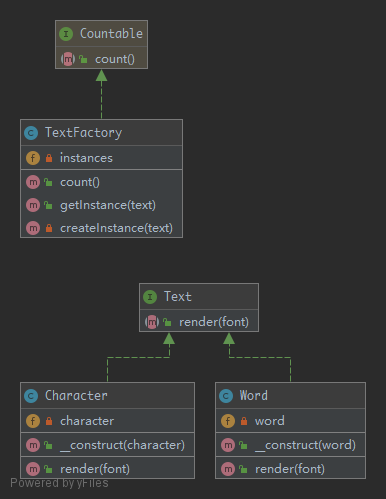 I Countable
m count()
C TextFactory
f instances
m count()
m getInstance(text)
m createInstance(text)
I Text
m render(font)
C Character
f character
m __construct(character)
m render(font)
C Word
f word
m __construct(word)
m render(font)
Powered by yFiles